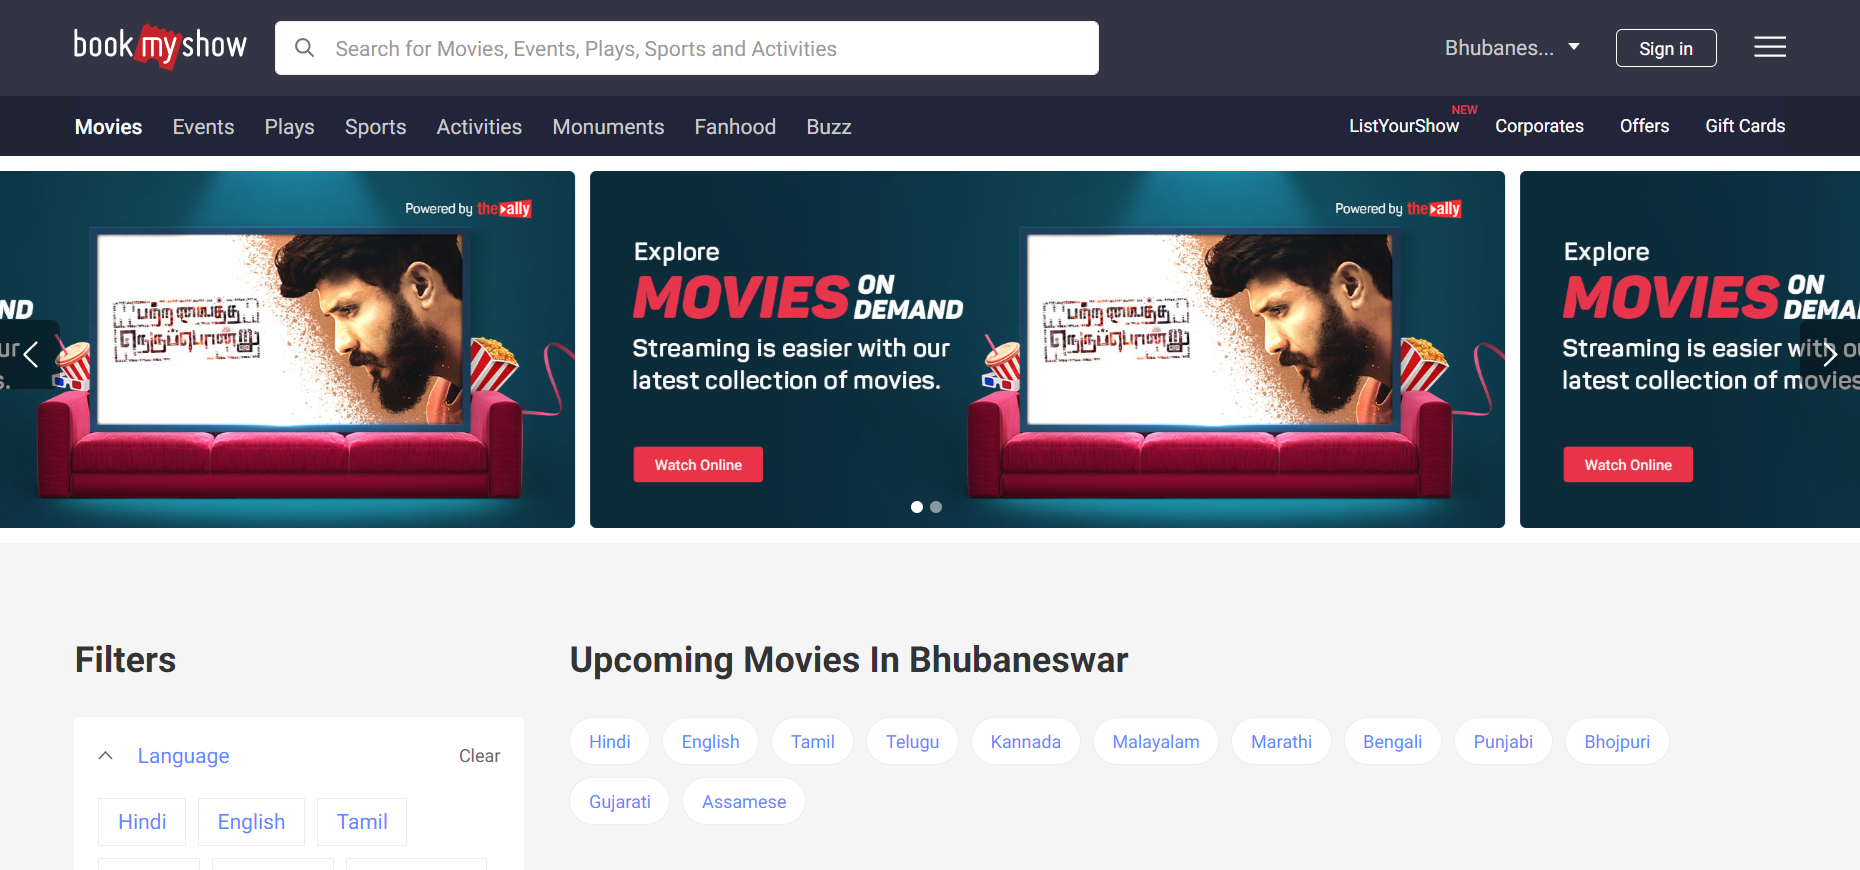 bookmyshow
Search for Movies, Events, Plays, Sports and Activities
Bhubanes...
Sign in
Movies
Events
Plays
Sports
Activities
Monuments
Fanhood
Buzz
ListYourShow
NEW
Corporates
Offers
Gift Cards
Powered by the ally
ND
ur
s.
பற்றவைத்த
நெருப்பொன்று
Powered by the ally
Explore
MOVIES ON DEMAND
Streaming is easier with our
latest collection of movies.
Watch Online
பற்றவைத்த
நெருப்பொன்று
Explore
MOVIES ON DEMA
Streaming is easier with ou
latest collection of movies
Watch Online
Filters
Language
Clear
Hindi
English
Tamil
Upcoming Movies In Bhubaneswar
Hindi
English
Tamil
Telugu
Kannada
Malayalam
Marathi
Bengali
Punjabi
Bhojpuri
Gujarati
Assamese